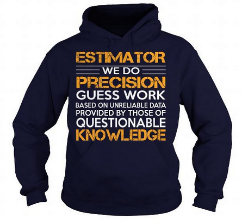 ESTIMATOR
WE DO
PRECISION
GUESS WORK
BASED ON UNRELIABLE DATA
PROVIDED BY THOSE OF
QUESTIONABLE
KNOWLEDGE